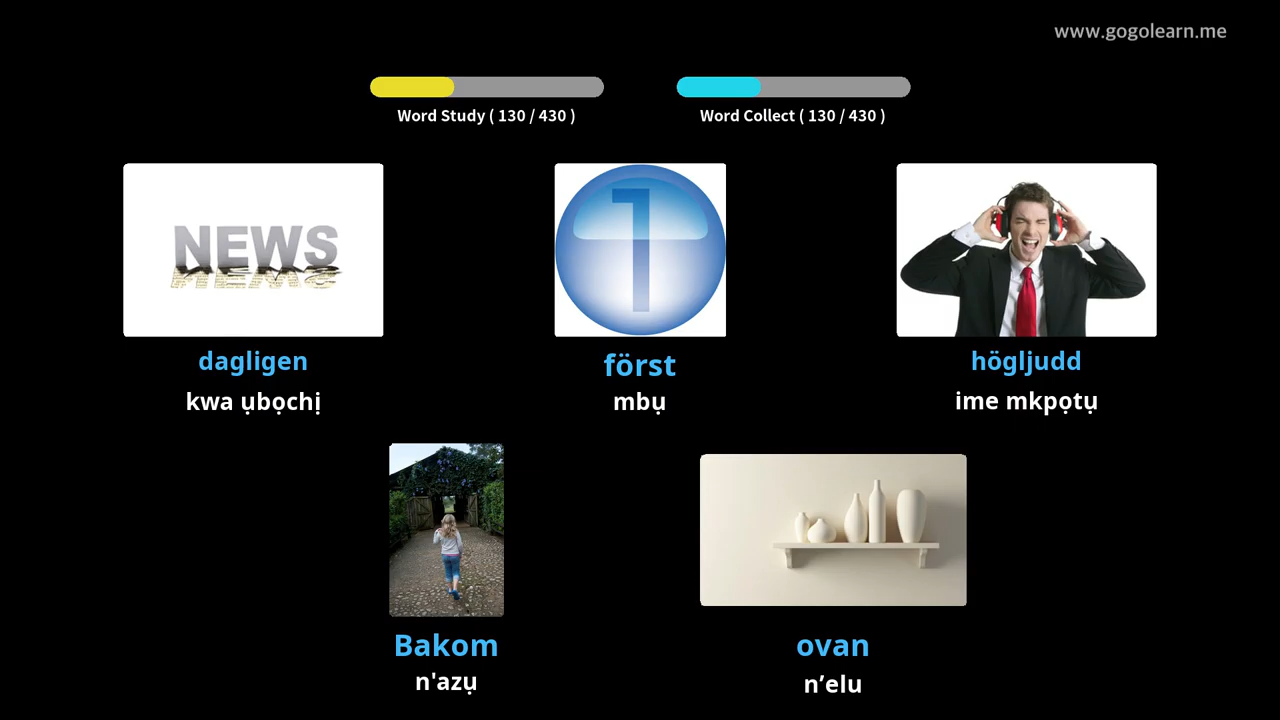 www.gogolearn.me
Word Study ( 130 / 430 )
Word Collect ( 130 / 430 )
NEWS
1
dagligen
först
högljudd
kwa ụbọchị
mbụ
ime mkpọtụ
Bakom
ovan
n'azụ
n’elu